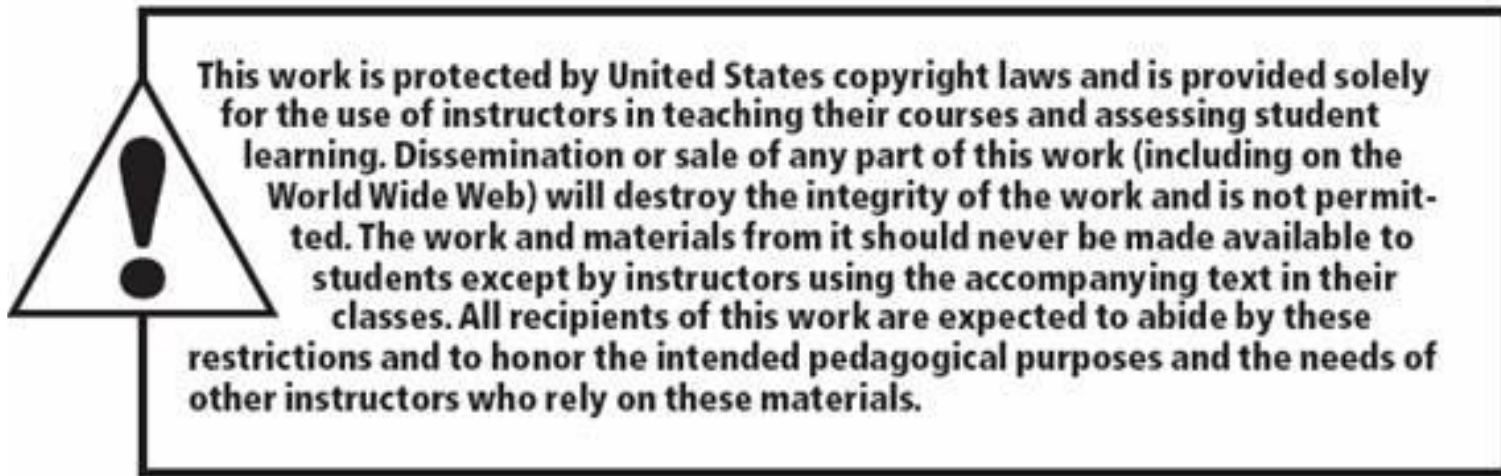 This work is protected by United States copyright laws and is provided solely
for the use of instructors in teaching their courses and assessing student
learning. Dissemination or sale of any part of this work (including on the
World Wide Web) will destroy the integrity of the work and is not permit-
ted. The work and materials from it should never be made available to
students except by instructors using the accompanying text in their
classes. All recipients of this work are expected to abide by these
restrictions and to honor the intended pedagogical purposes and the needs of
other instructors who rely on these materials.